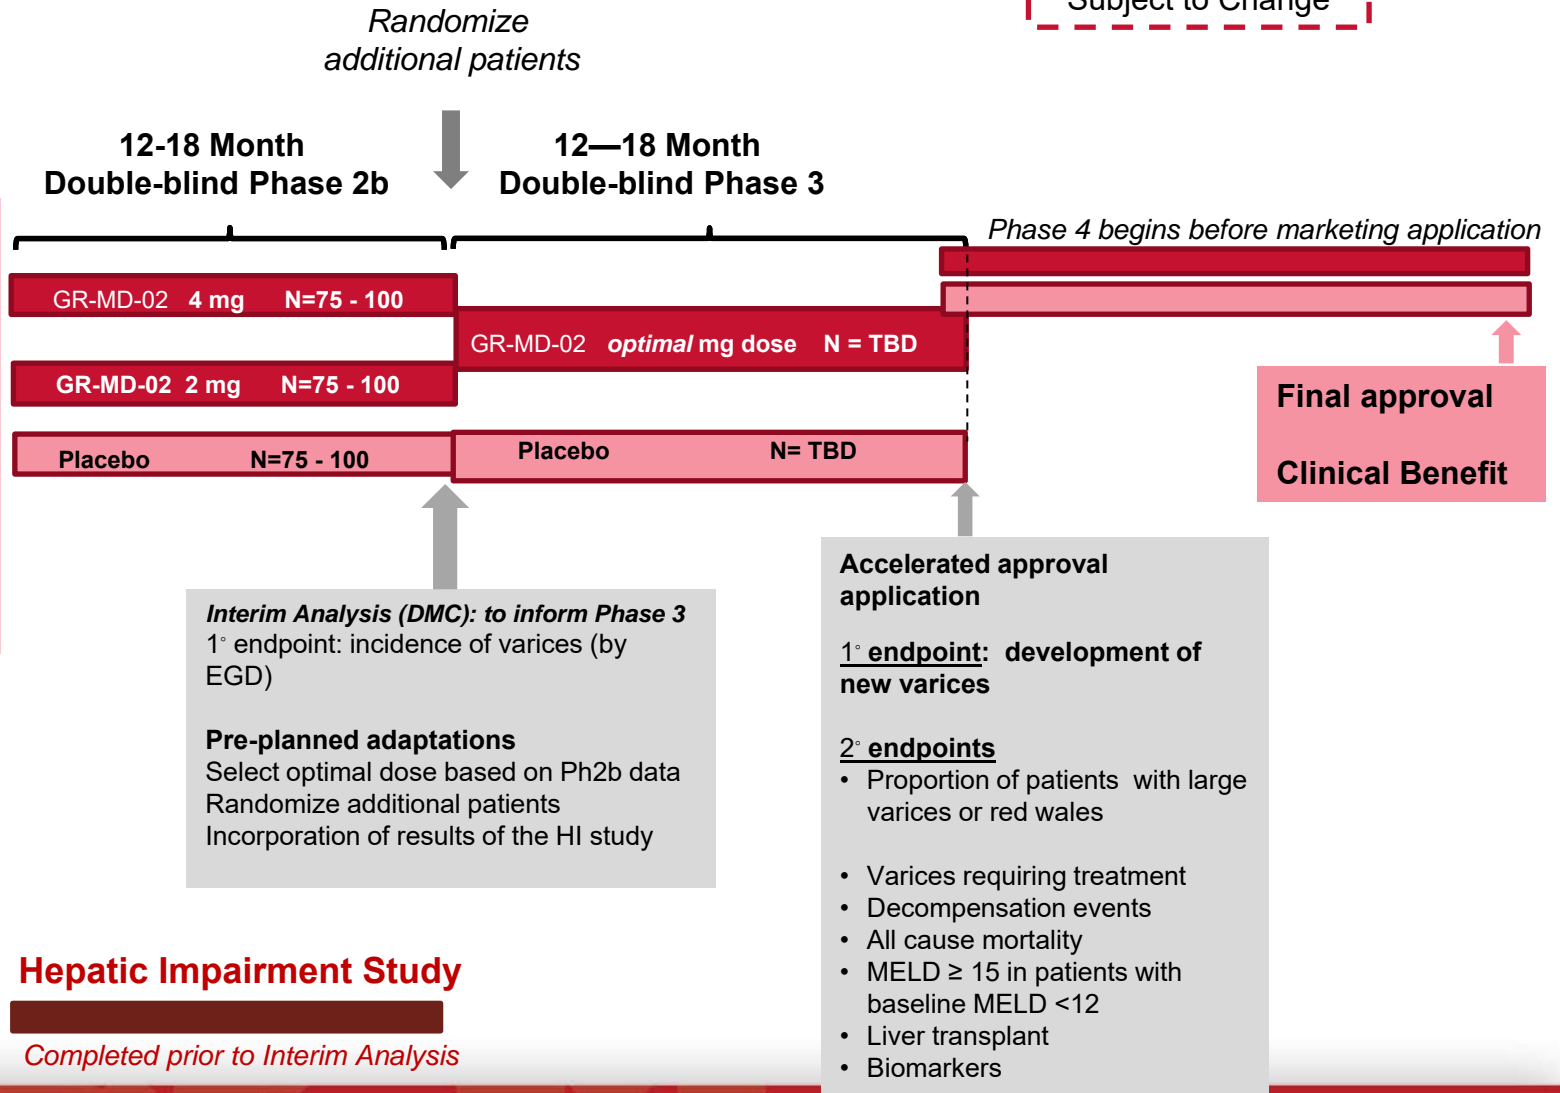 Subject to Change
Randomize
additional patients
12-18 Month
Double-blind Phase 2b
12—18 Month
Double-blind Phase 3
Phase 4 begins before marketing application
GR-MD-02 4 mg N=75 - 100
GR-MD-02 optimal mg dose N = TBD
GR-MD-02 2 mg N=75 - 100
Placebo N=75 - 100
Placebo N= TBD
Final approval
Clinical Benefit
Interim Analysis (DMC): to inform Phase 3
1° endpoint: incidence of varices (by
EGD)
Pre-planned adaptations
Select optimal dose based on Ph2b data
Randomize additional patients
Incorporation of results of the HI study
Accelerated approval
application
1° endpoint: development of
new varices
2° endpoints
• Proportion of patients with large
varices or red wales
• Varices requiring treatment
• Decompensation events
• All cause mortality
• MELD ≥ 15 in patients with
baseline MELD <12
• Liver transplant
• Biomarkers
Hepatic Impairment Study
Completed prior to Interim Analysis